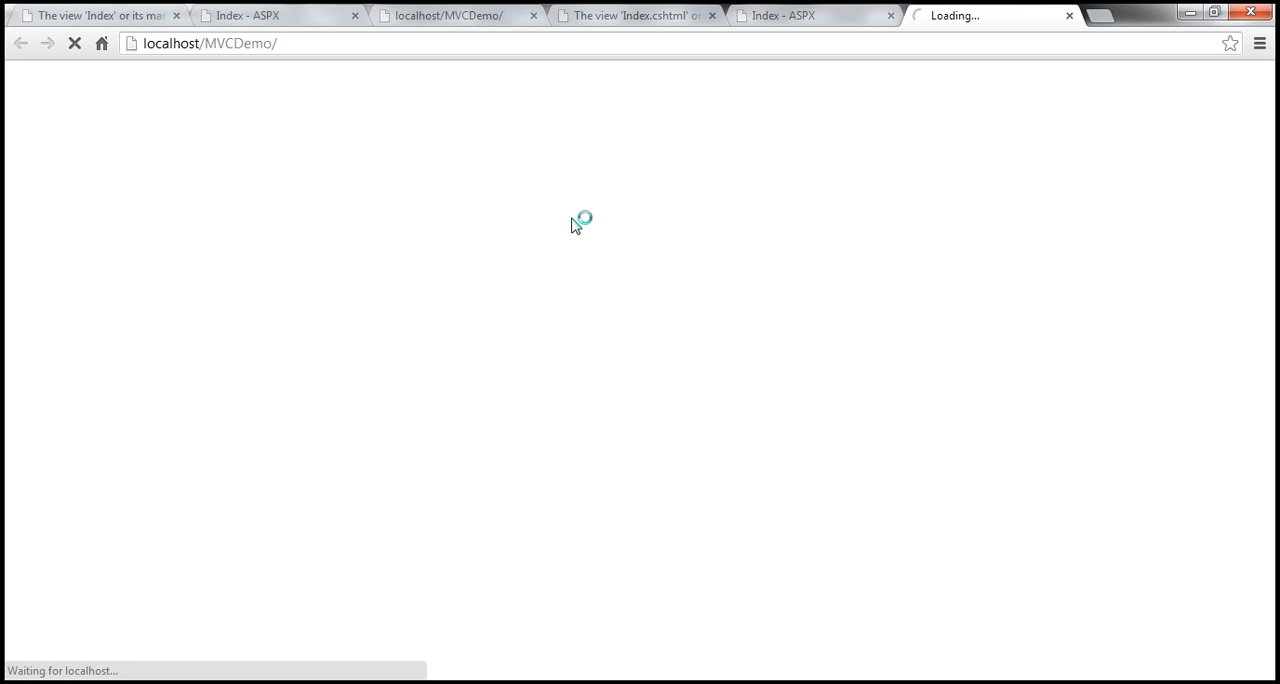 The view 'Index' or its mas
Index - ASPX
localhost/MVCDemo/
The view 'Index.cshtml' o
Index - ASPX
Loading...
localhost/MVCDemo/
Waiting for localhost...